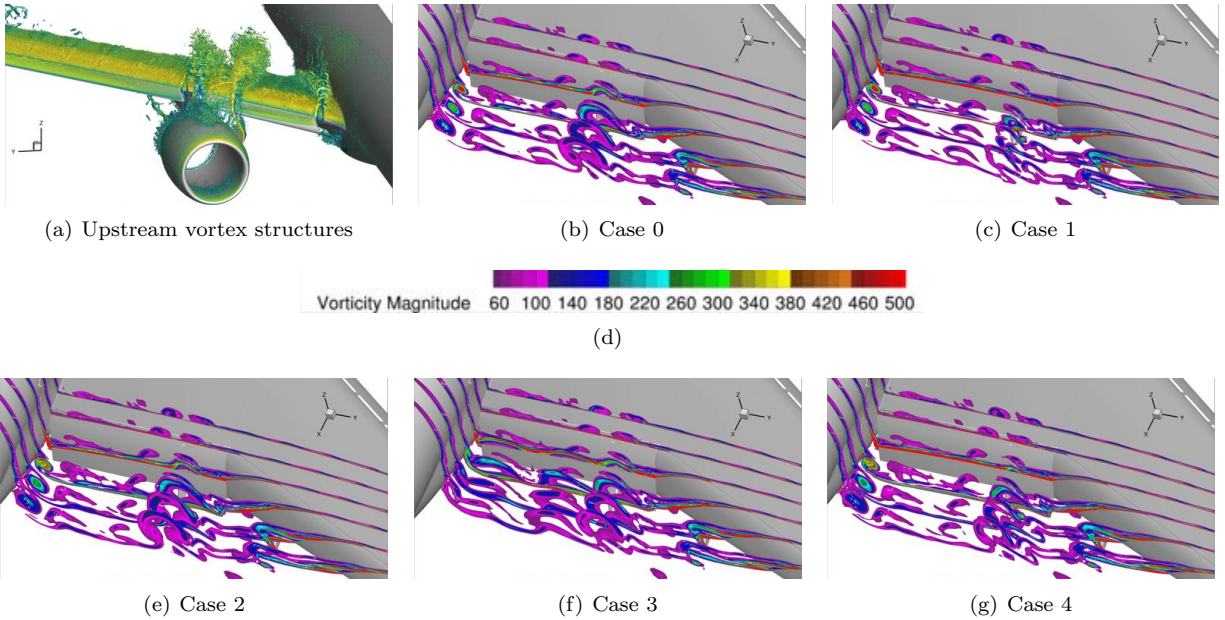 Z
Y
Z
Y
X
Z
Y
X
(a) Upstream vortex structures
(b) Case 0
(c) Case 1
Vorticity Magnitude 60 100 140 180 220 260 300 340 380 420 460 500
(d)
Z
Y
X
Z
Y
X
Z
Y
X
(e) Case 2
(f) Case 3
(g) Case 4